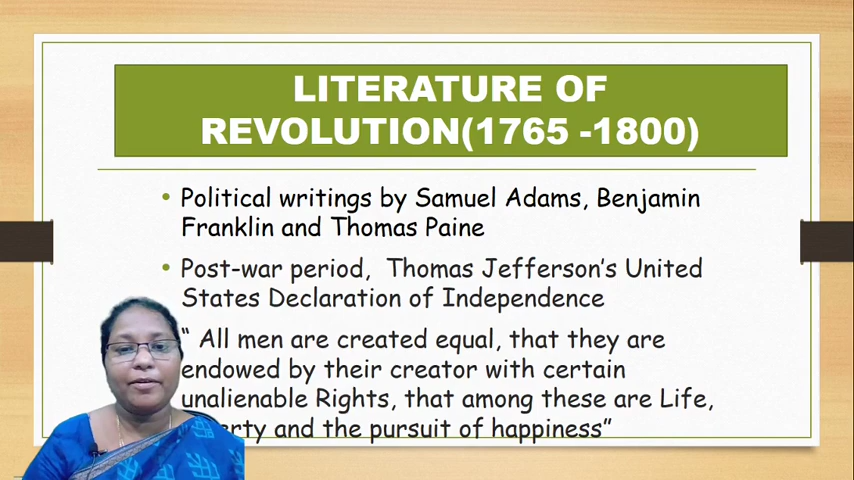 LITERATURE OF
REVOLUTION(1765 -1800)
• Political writings by Samuel Adams, Benjamin
Franklin and Thomas Paine
• Post-war period, Thomas Jefferson's United
States Declaration of Independence
“ All men are created equal, that they are
endowed by their creator with certain
unalienable Rights, that among these are Life,
and the pursuit of happiness”